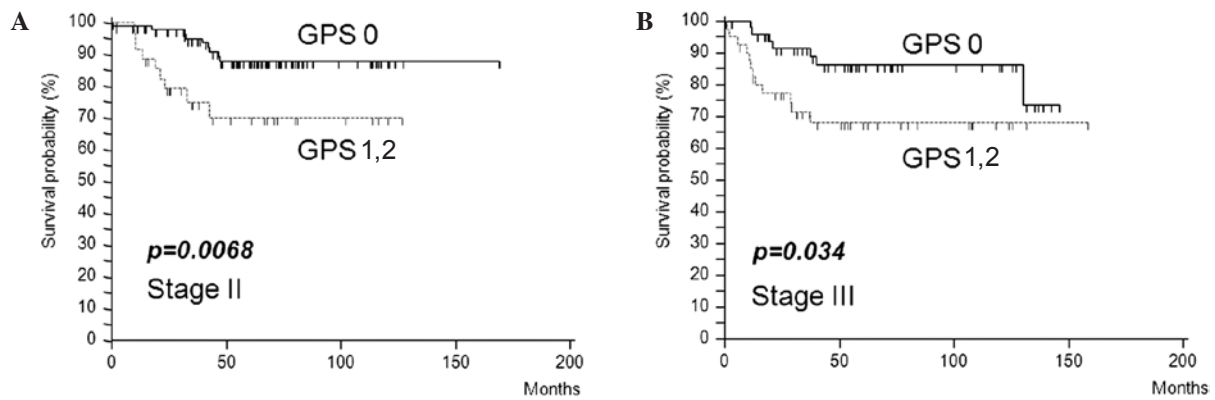 A
Survival probability (%)
100
90
80
70
60
50
40
30
20
10
0
GPS 0
GPS 1,2
p=0.0068
Stage II
0 50 100 150 200
Months
B
Survival probability (%)
100
90
80
70
60
50
40
30
20
10
0
GPS 0
GPS 1,2
p=0.034
Stage III
0 50 100 150 200
Months